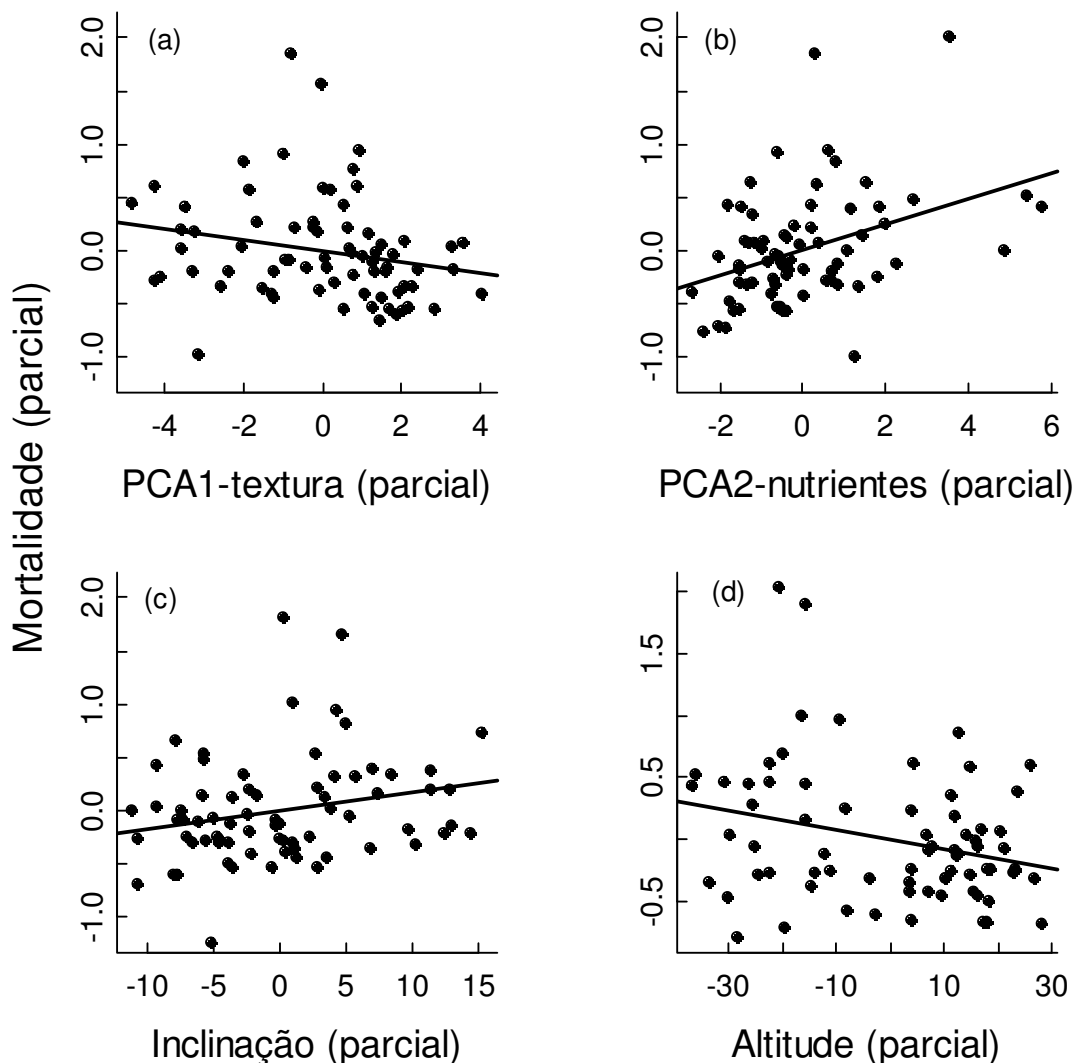 Mortalidade (parcial)
(a)
2.0
1.0
0.0
-1.0
-4 -2 0 2 4
PCA1-textura (parcial)
(b)
2.0
1.0
0.0
-1.0
-2 0 2 4 6
PCA2-nutrientes (parcial)
(c)
2.0
1.0
0.0
-1.0
-10 -5 0 5 10 15
Inclinação (parcial)
(d)
1.5
0.5
-0.5
-30 -10 10 30
Altitude (parcial)